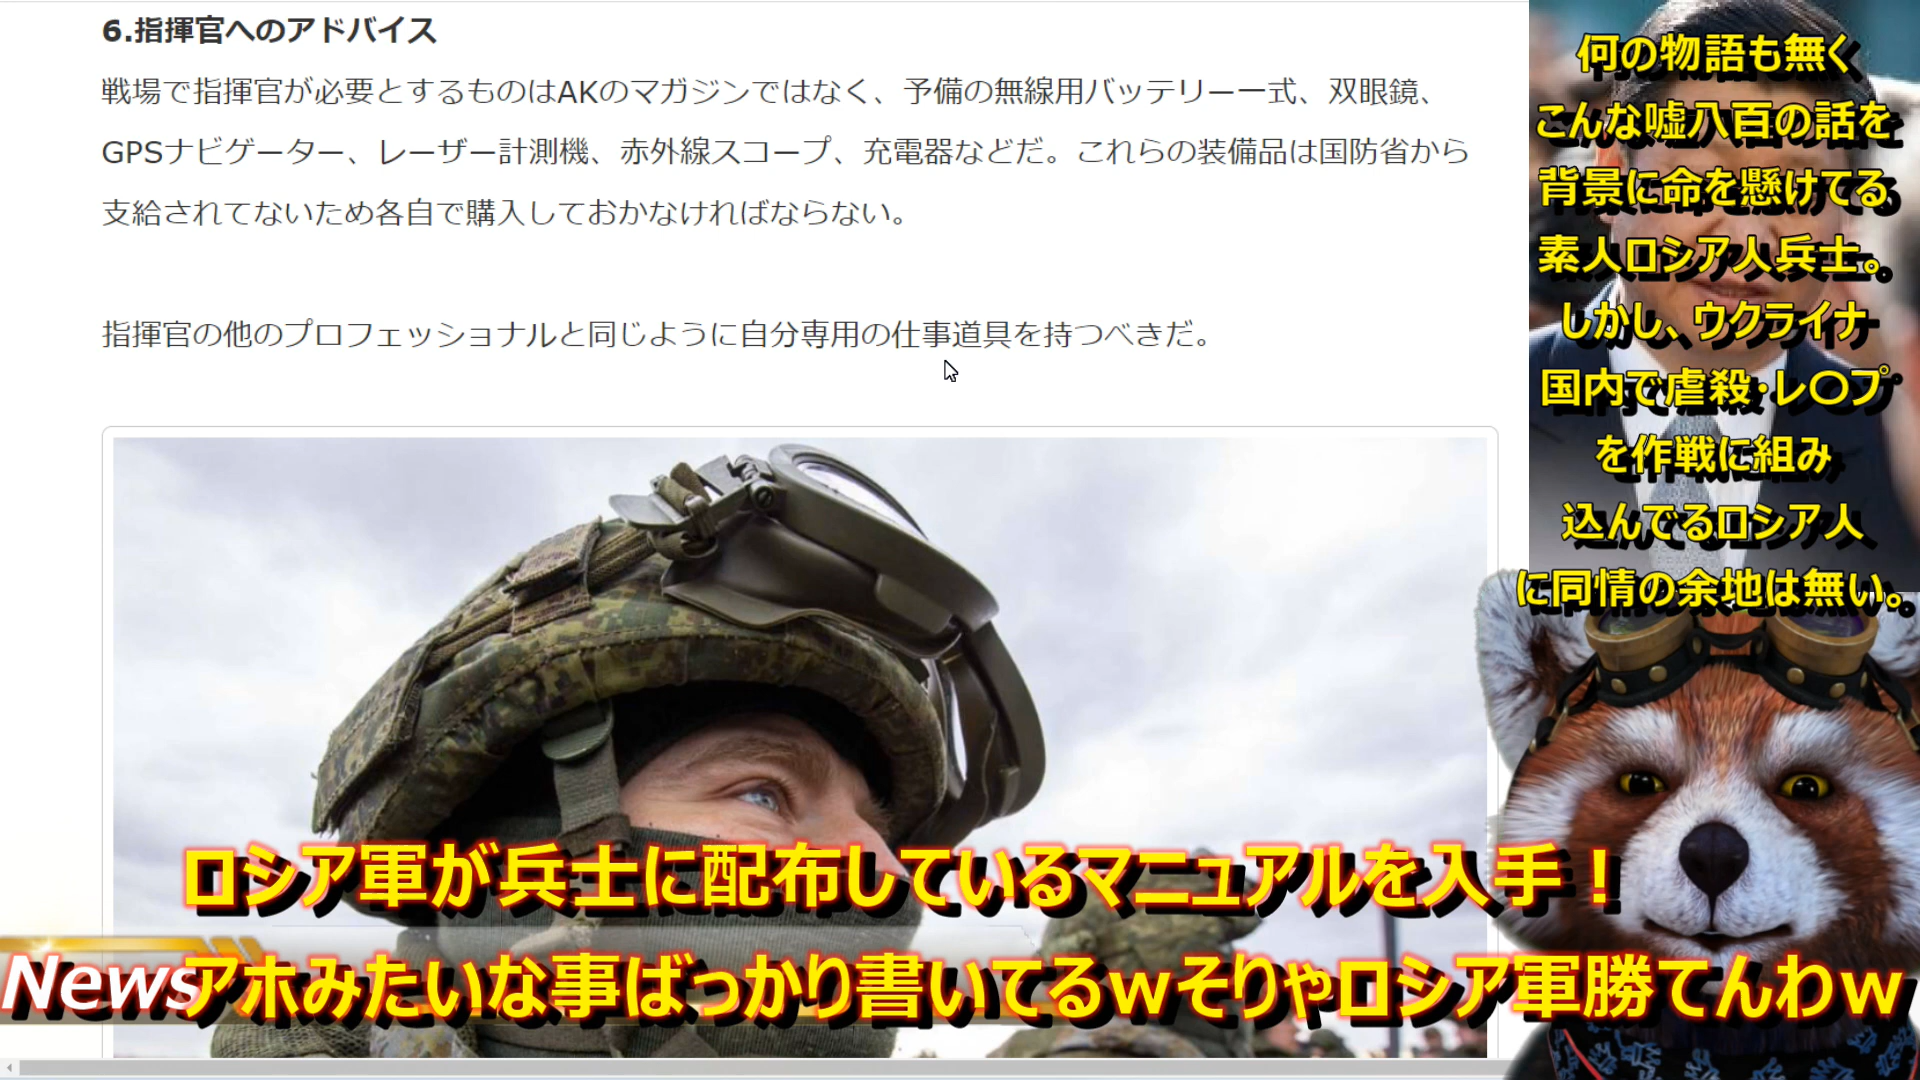 6.指揮官へのアドバイス
戦場で指揮官が必要とするものはAKのマガジンではなく、予備の無線用バッテリー一式、双眼鏡、
GPSナビゲーター、レーザー計測機、赤外線スコープ、充電器などだ。これらの装備品は国防省から
支給されてないため各自で購入しておかなければならない。
指揮官の他のプロフェッショナルと同じように自分専用の仕事道具を持つべきだ。
何の物語も無く
こんな嘘八百の話を
背景に命を懸けてる
素人ロシア人兵士。
しかし、ウクライナ
国内で虐殺・レ〇プ
を作戦に組み
込んでるロシア人
に同情の余地は無い。
ロシア軍が兵士に配布しているマニュアルを入手！
News
アホみたいな事ばっかり書いてるwそりゃロシア軍勝てんわw